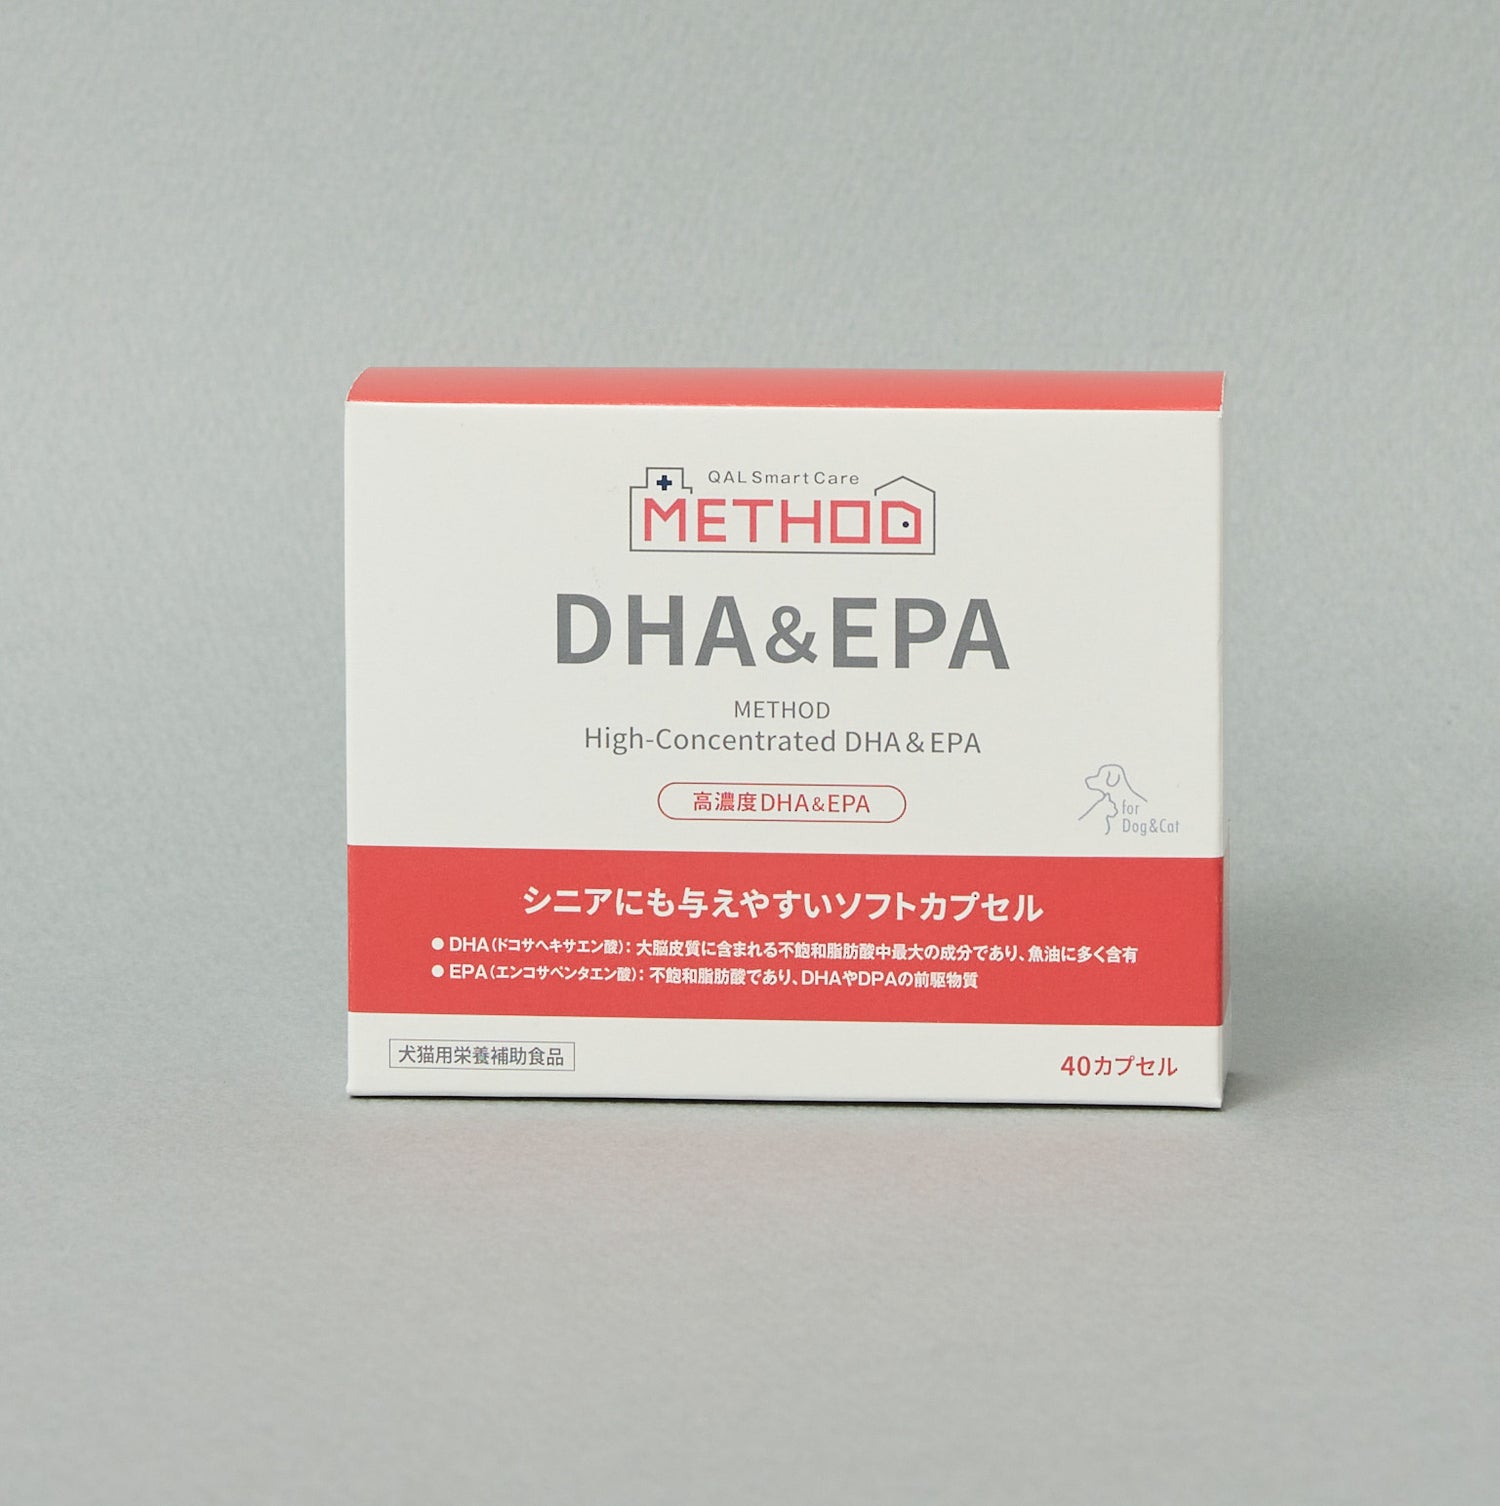 QAL SmartCare
METHOD
DHA&EPA
METHOD
High-Concentrated DHA&EPA
高濃度DHA&EPA
for
Dog&Cat
シニアにも与えやすいソフトカプセル
● DHA(ドコサヘキサエン酸):大脳皮質に含まれる不飽和脂肪酸中最大の成分であり、魚油に多く含有
● EPA(エンコサペンタエン酸):不飽和脂肪酸であり、DHAやDPAの前駆物質
犬猫用栄養補助食品
40カプセル